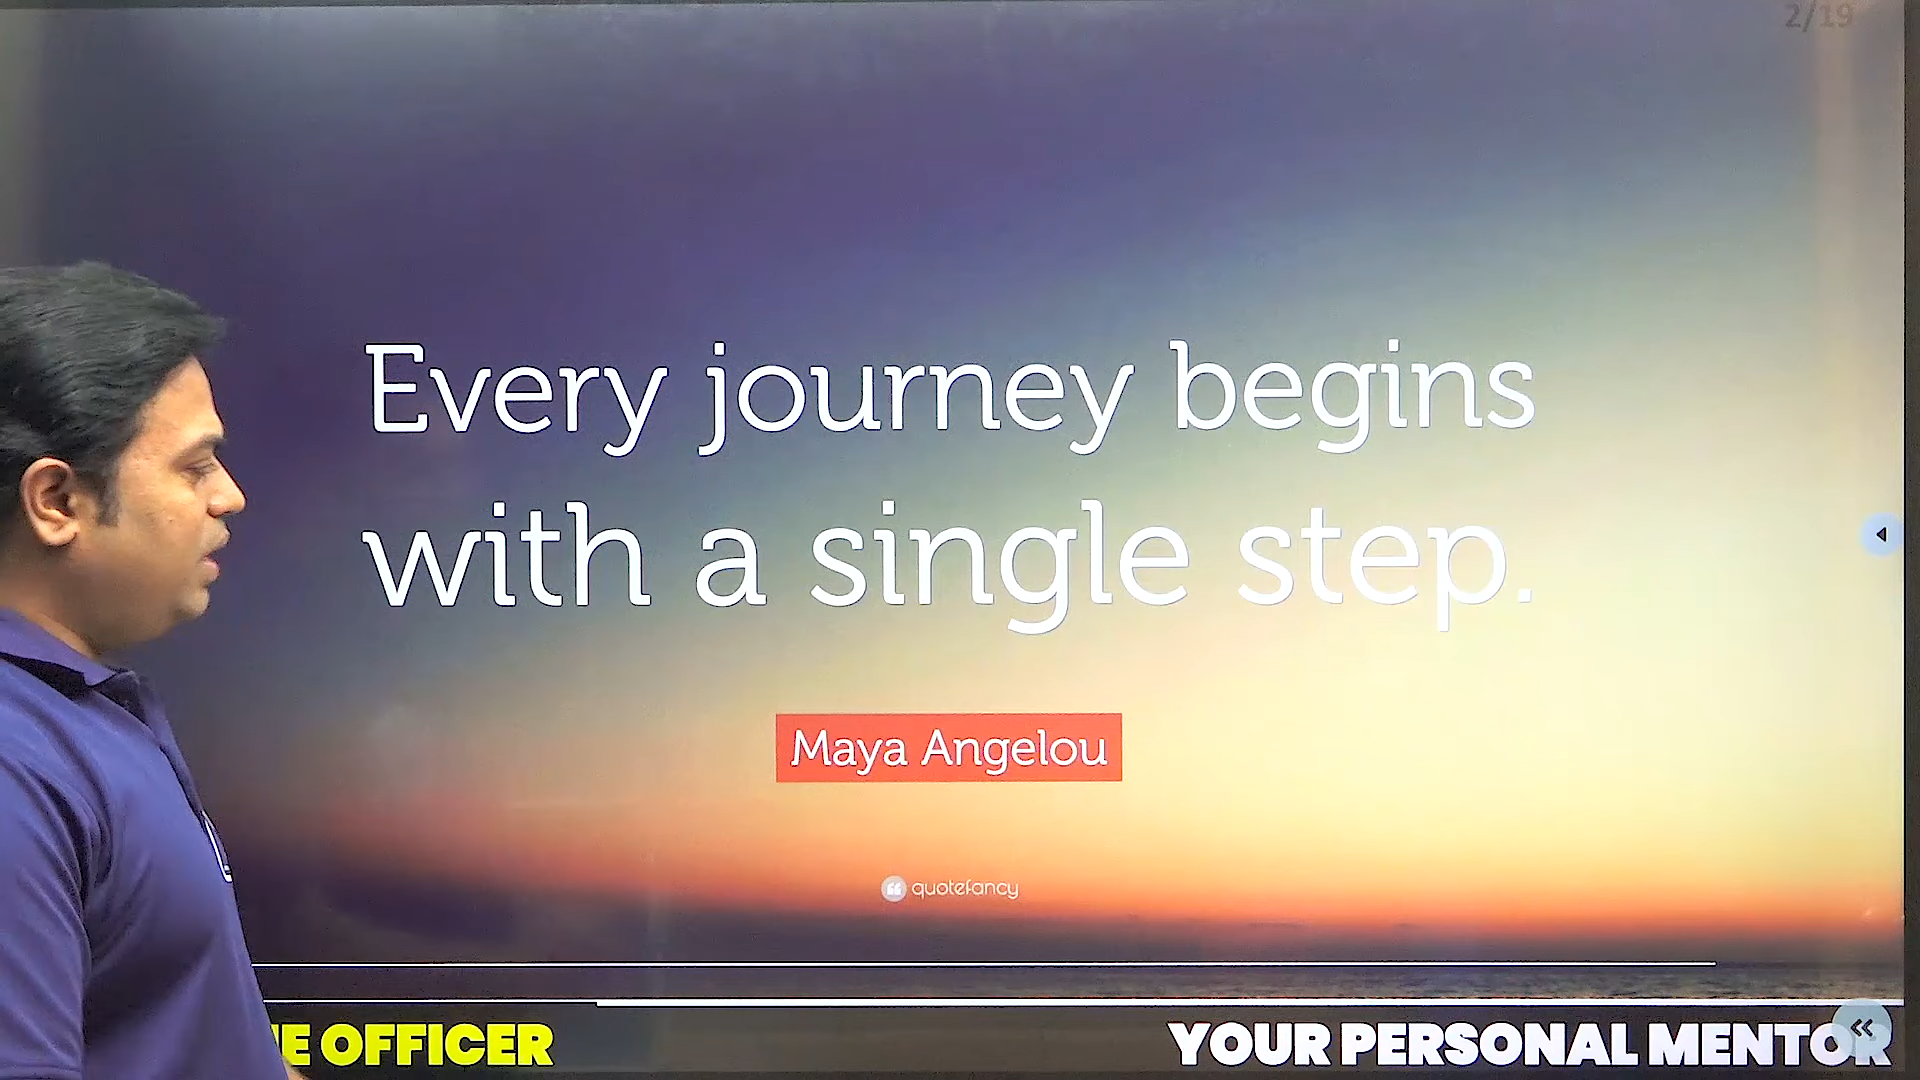 2/19
Every journey begins
with a single step.
Maya Angelou
quotefancy
OFFICER
YOUR PERSONAL MENTOR